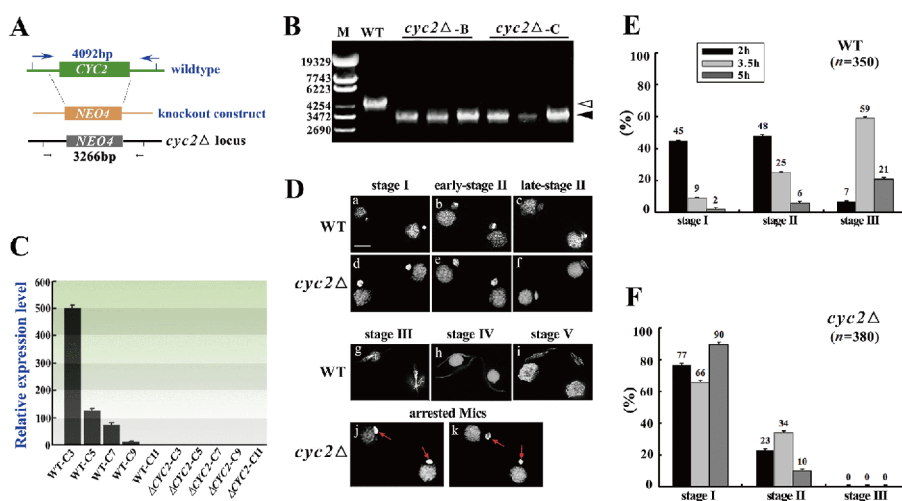 A
4092bp
CYC2
wildtype
NEO4
knockout construct
NEO4
cyc2Δ locus
3266bp
B
M
WT
cyc2Δ-B
cyc2Δ-C
19329
7743
6223
4254
3472
2690
C
Relative expression level
600
500
400
300
200
100
0
WT-C3
WT-C5
WT-C7
WT-C9
WT-C11
ΔCYC2-C3
ΔCYC2-C5
ΔCYC2-C7
ΔCYC2-C9
ΔCYC2-C11
D
stage I
early-stage II
late-stage II
WT
a
b
c
cyc2Δ
d
e
f
stage III
stage IV
stage V
WT
g
h
i
arrested Mics
cyc2Δ
j
k
E
WT
(n=350)
2h
3.5h
5h
(%)
80
60
40
20
0
45
9
2
48
25
6
7
59
21
stage I
stage II
stage III
F
cyc2Δ
(n=380)
(%)
100
80
60
40
20
0
77
66
90
23
34
10
0
0
0
stage I
stage II
stage III